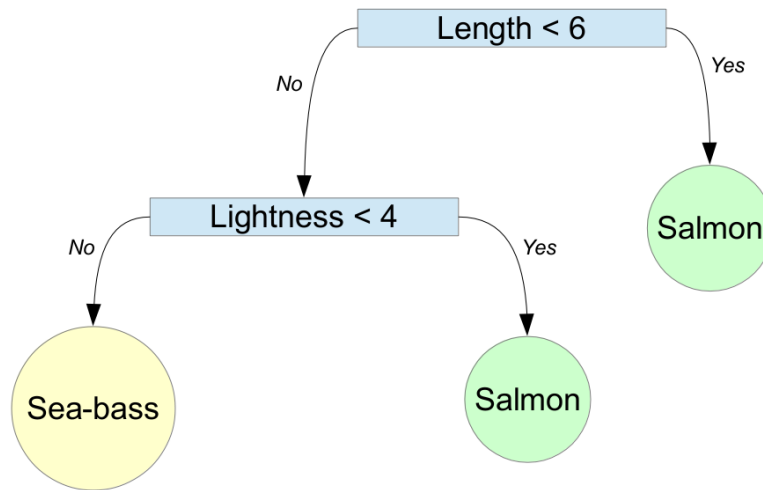 Length < 6
No
Yes
Lightness < 4
Salmon
No
Yes
Sea-bass
Salmon